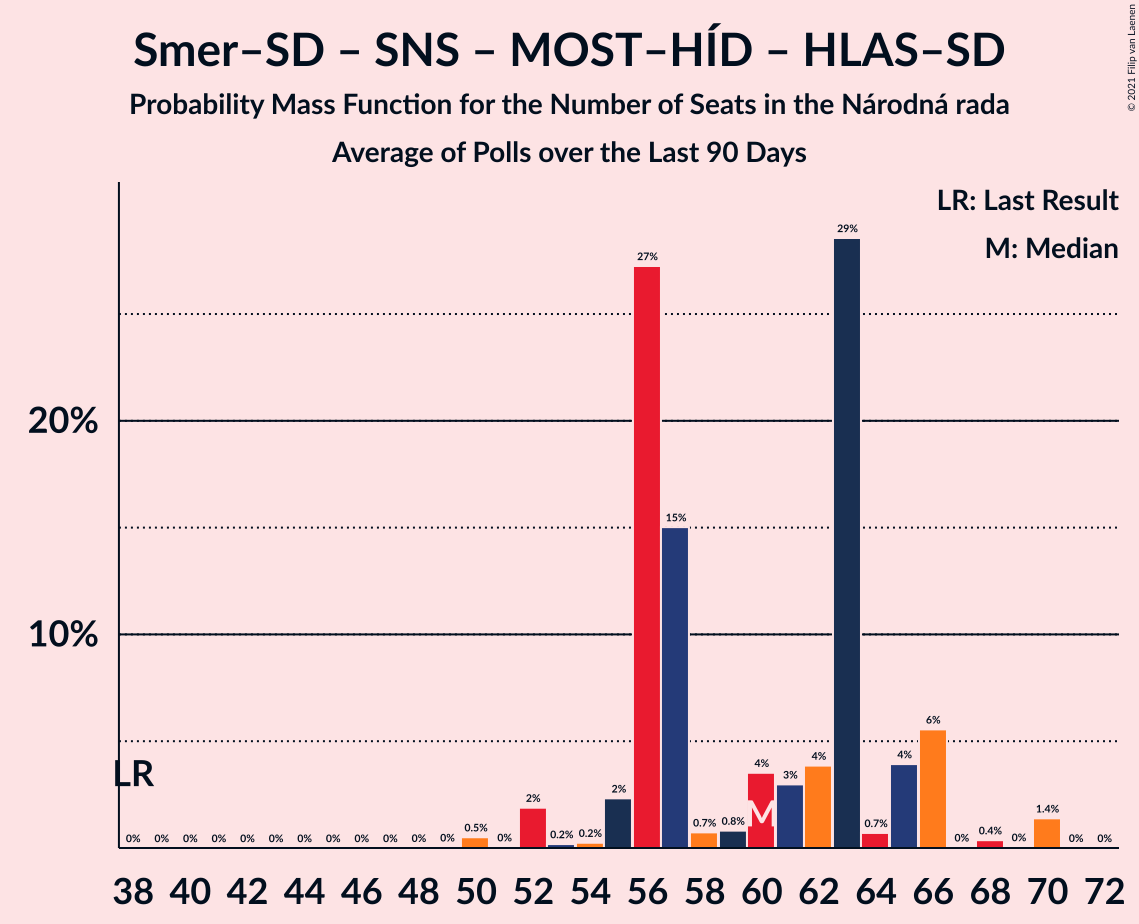 Smer–SD – SNS – MOST–HÍD – HLAS–SD
Probability Mass Function for the Number of Seats in the Národná rada
Average of Polls over the Last 90 Days
© 2021 Filip van Laenen
LR: Last Result
M: Median
20%
10%
LR
M
0% 0% 0% 0% 0% 0% 0% 0% 0% 0% 0% 0% 0.5% 0% 2% 0.2% 0.2% 2% 27% 15% 0.7% 0.8% 4% 3% 4% 29% 0.7% 4% 6% 0% 0.4% 0% 1.4% 0% 0%
38 40 42 44 46 48 50 52 54 56 58 60 62 64 66 68 70 72